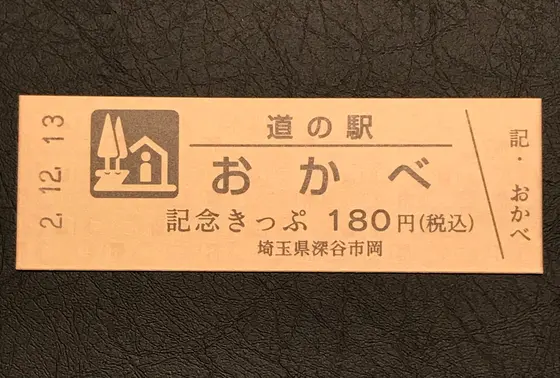 2.12.13
道の駅
おかべ
記念きっぷ 180円(税込)
埼玉県深谷市岡
記・おかべ